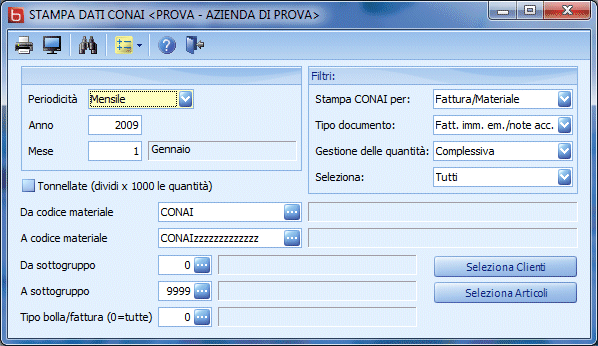 STAMPA DATI CONAI <PROVA - AZIENDA DI PROVA>
Periodicità Mensile
Anno 2009
Mese 1 Gennaio
Filtri:
Stampa CONAI per: Fattura/Materiale
Tipo documento: Fatt. imm. em./note acc.
Gestione delle quantità: Complessiva
Seleziona: Tutti
Tonnellate (dividi x 1000 le quantità)
Da codice materiale CONAI
A codice materiale CONAIzzzzzzzzzzzzz
Da sottogruppo 0
A sottogruppo 9999
Tipo bolla/fattura (0=tutte) 0
Seleziona Clienti
Seleziona Articoli